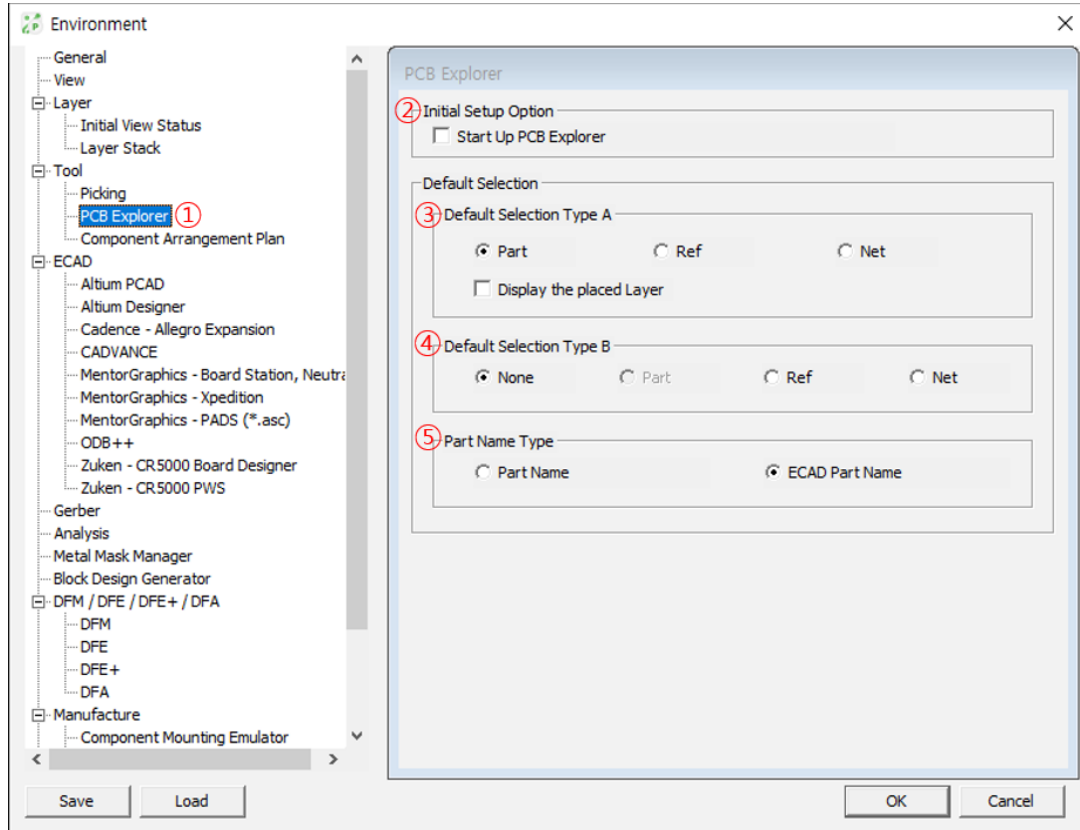 Environment
General
View
Layer
Initial View Status
Layer Stack
Tool
Picking
PCB Explorer ①
Component Arrangement Plan
ECAD
Altium PCAD
Altium Designer
Cadence - Allegro Expansion
CADVANCE
MentorGraphics - Board Station, Neutra
MentorGraphics - Xpedition
MentorGraphics - PADS (*.asc)
ODB++
Zuken - CR5000 Board Designer
Zuken - CR5000 PWS
Gerber
Analysis
Metal Mask Manager
Block Design Generator
DFM / DFE / DFE+ / DFA
DFM
DFE
DFE+
DFA
Manufacture
Component Mounting Emulator
PCB Explorer
② Initial Setup Option
Start Up PCB Explorer
Default Selection
③ Default Selection Type A
Part Ref Net
Display the placed Layer
④ Default Selection Type B
None Part Ref Net
⑤ Part Name Type
Part Name ECAD Part Name
Save Load OK Cancel